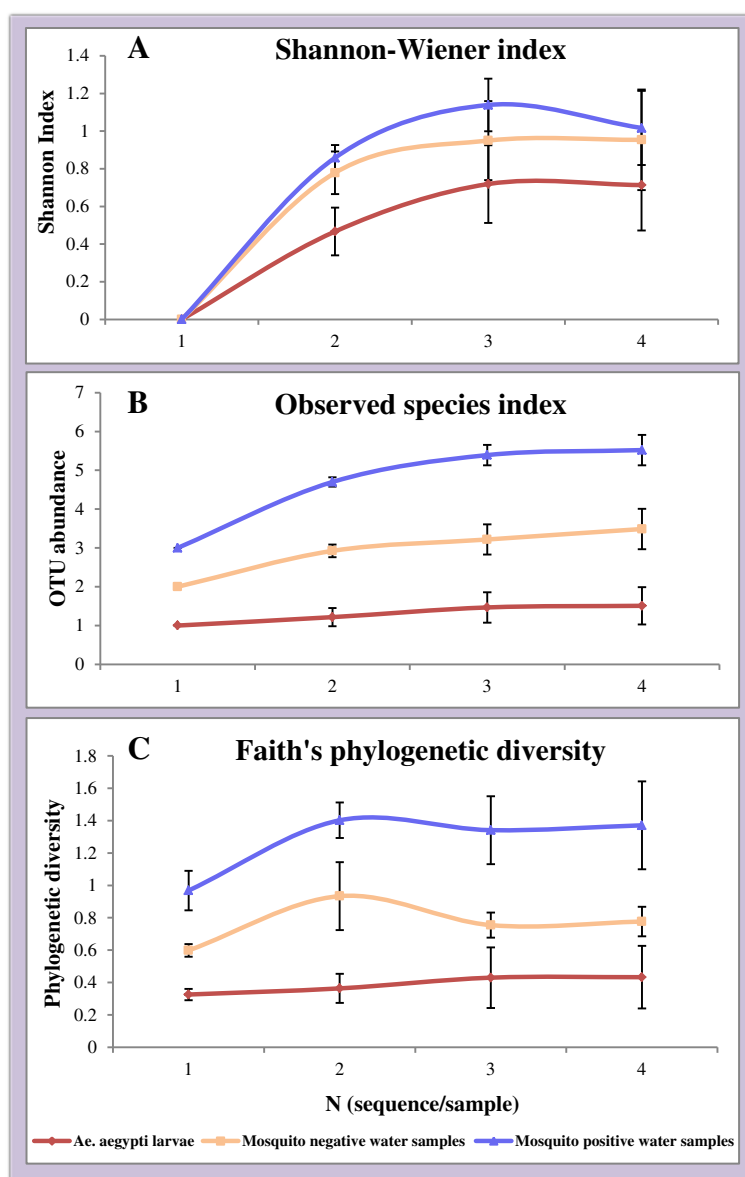 A Shannon-Wiener index
Shannon Index
1.4
1.2
1
0.8
0.6
0.4
0.2
0
1 2 3 4
B Observed species index
OTU abundance
7
6
5
4
3
2
1
0
1 2 3 4
C Faith's phylogenetic diversity
Phylogenetic diversity
1.8
1.6
1.4
1.2
1
0.8
0.6
0.4
0.2
0
1 2 3 4
N (sequence/sample)
Ae. aegypti larvae Mosquito negative water samples Mosquito positive water samples